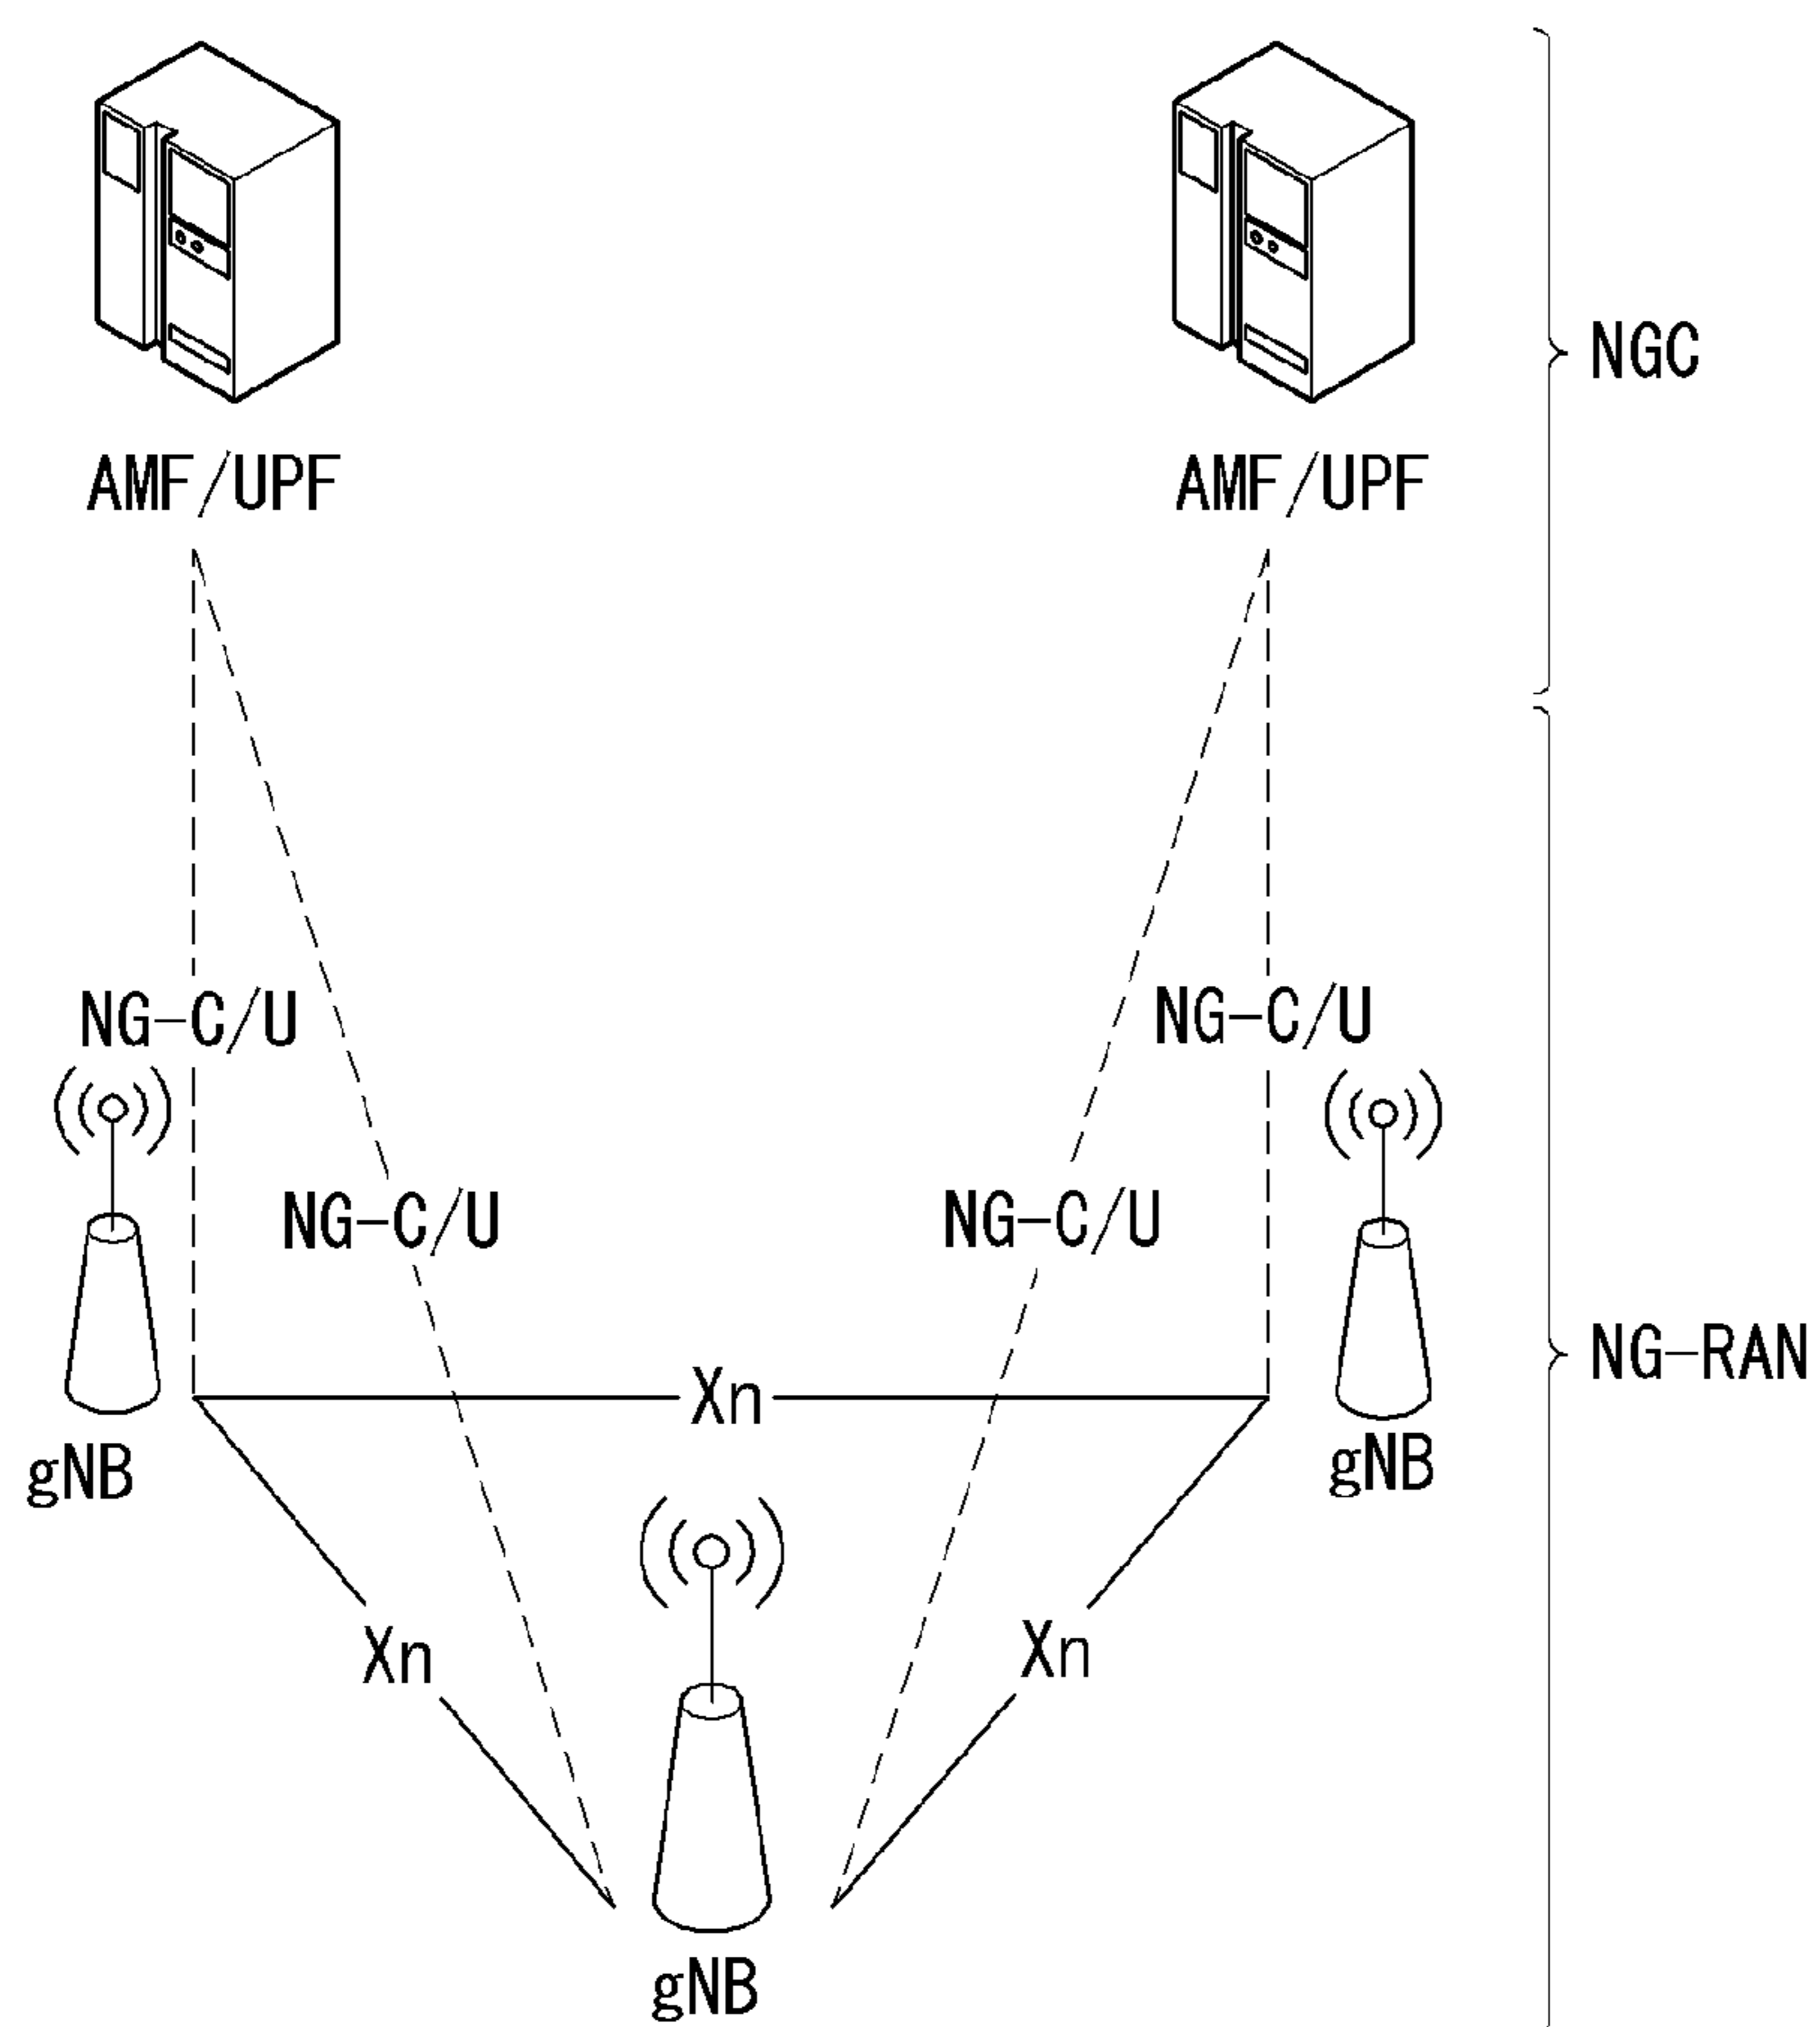 NGC
AMF/UPF
AMF/UPF
NG-C/U
NG-C/U
NG-C/U
NG-C/U
NG-RAN
Xn
gNB
gNB
Xn
Xn
gNB